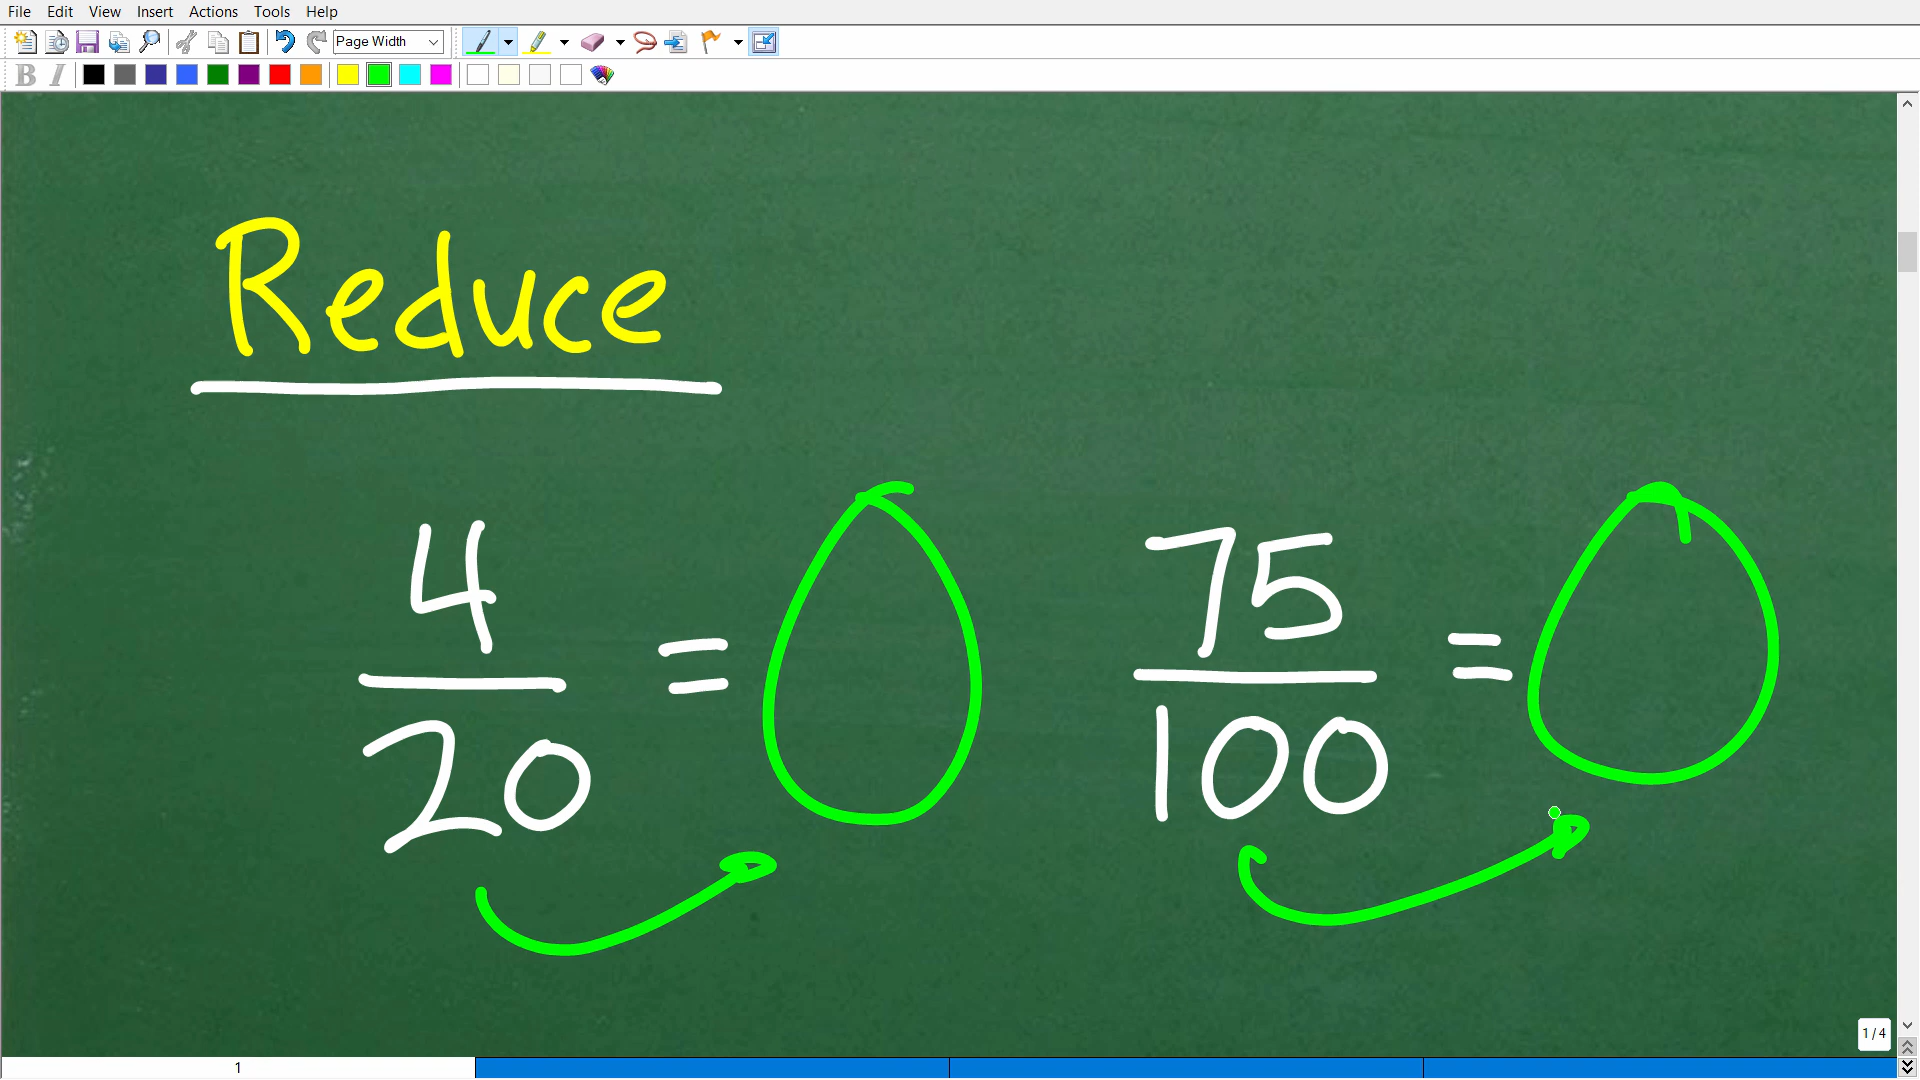 File Edit View Insert Actions Tools Help
Page Width
B I
Reduce
4/20 =
75/100 =
1 / 4
1